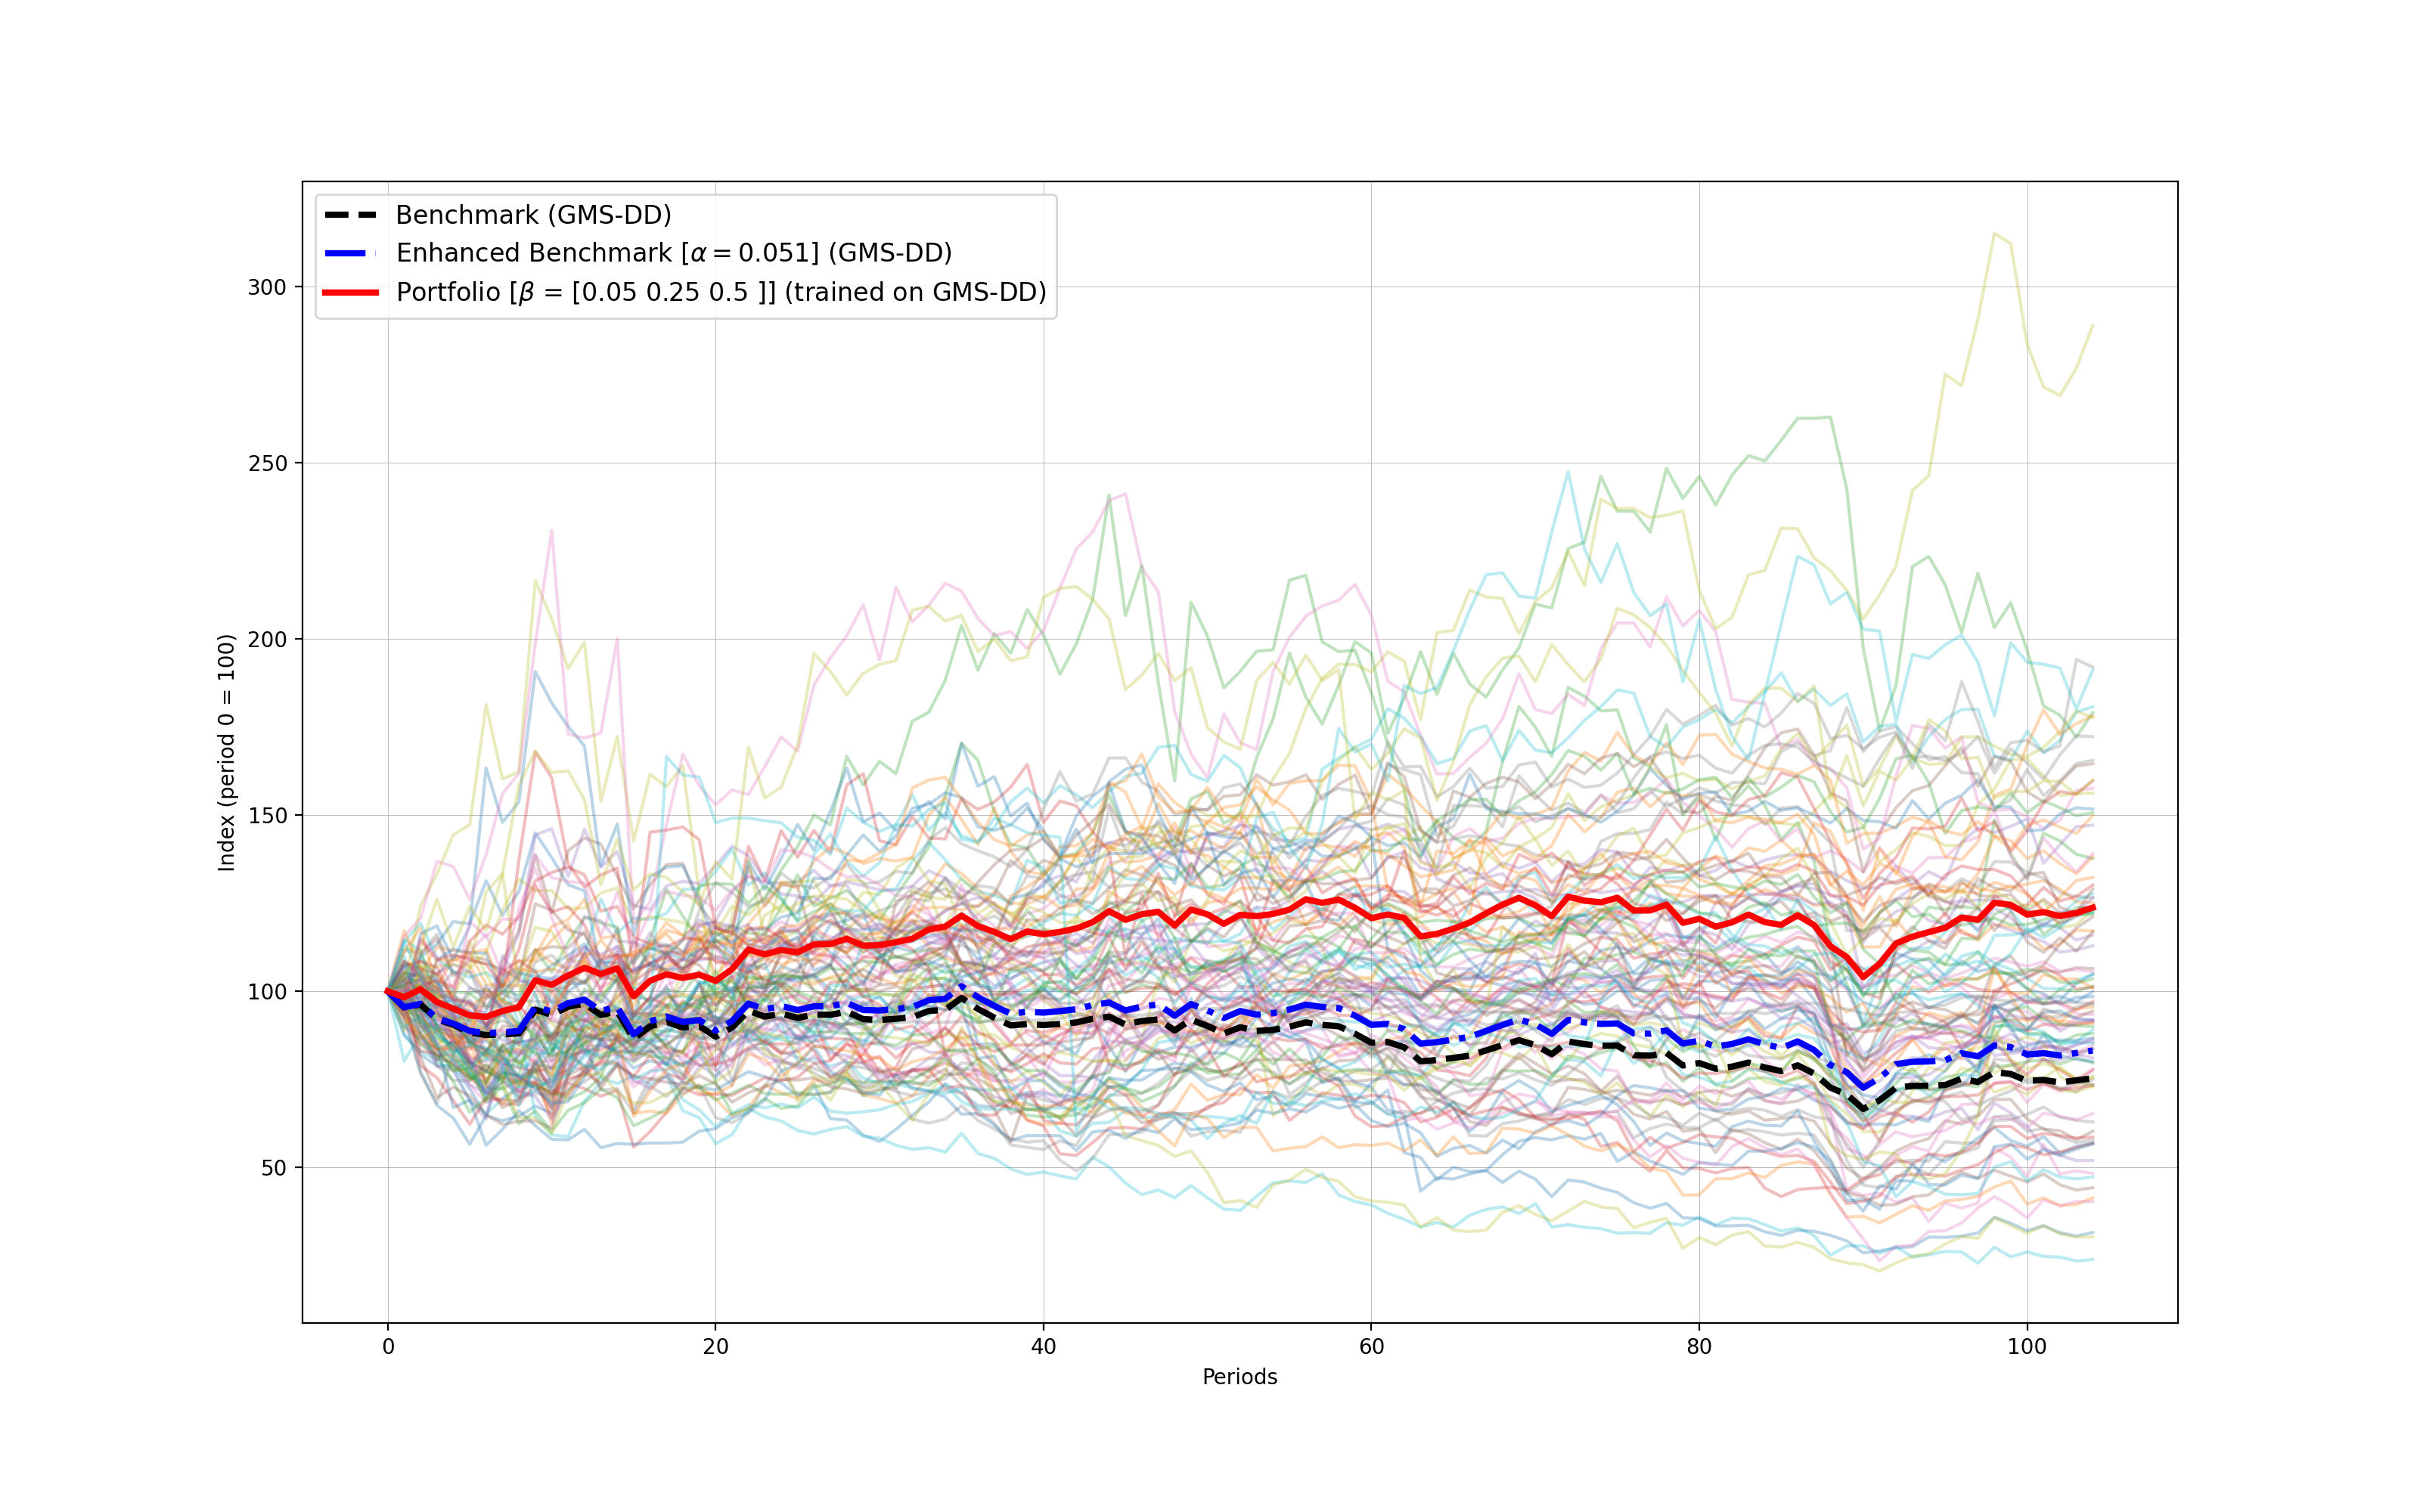 Benchmark (GMS-DD)
Enhanced Benchmark [α = 0.051] (GMS-DD)
Portfolio [β = [0.05 0.25 0.5 ]] (trained on GMS-DD)
300
250
200
150
100
50
Index (period 0 = 100)
0 20 40 60 80 100
Periods